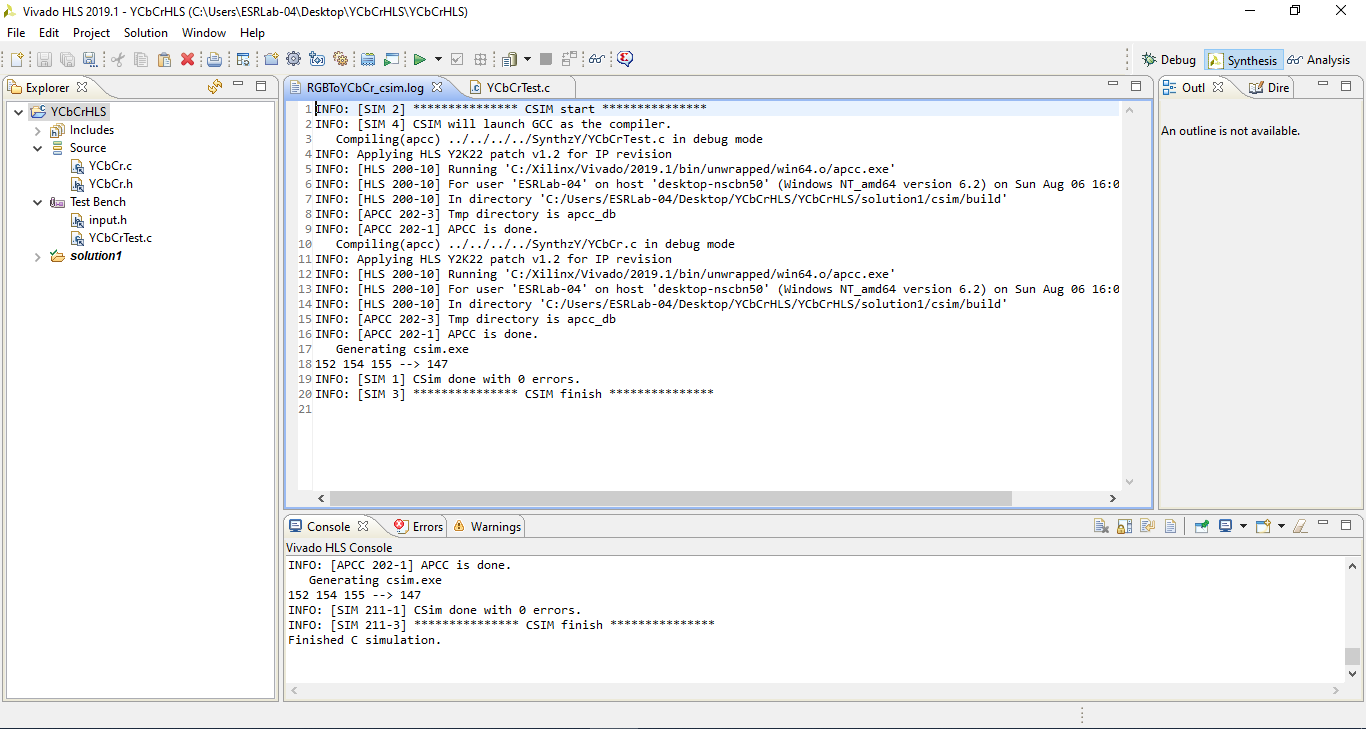 Vivado HLS 2019.1 - YCbCrHLS (C:\Users\ESRLab-04\Desktop\YCbCrHLS\YCbCrHLS)
File Edit Project Solution Window Help
Debug Synthesis Analysis
Explorer
YCbCrHLS
Includes
Source
YCbCr.c
YCbCr.h
Test Bench
input.h
YCbCrTest.c
solution1
RGBToYCbCr_csim.log YCbCrTest.c
1 INFO: [SIM 2] *************** CSIM start ***************
2 INFO: [SIM 4] CSIM will launch GCC as the compiler.
3 Compiling(apcc) ../../../../SynthzY/YCbCrTest.c in debug mode
4 INFO: Applying HLS Y2K22 patch v1.2 for IP revision
5 INFO: [HLS 200-10] Running 'C:/Xilinx/Vivado/2019.1/bin/unwrapped/win64.o/apcc.exe'
6 INFO: [HLS 200-10] For user 'ESRLab-04' on host 'desktop-nscbn50' (Windows NT_amd64 version 6.2) on Sun Aug 06 16:0
7 INFO: [HLS 200-10] In directory 'C:/Users/ESRLab-04/Desktop/YCbCrHLS/YCbCrHLS/solution1/csim/build'
8 INFO: [APCC 202-3] Tmp directory is apcc_db
9 INFO: [APCC 202-1] APCC is done.
10 Compiling(apcc) ../../../../SynthzY/YCbCr.c in debug mode
11 INFO: Applying HLS Y2K22 patch v1.2 for IP revision
12 INFO: [HLS 200-10] Running 'C:/Xilinx/Vivado/2019.1/bin/unwrapped/win64.o/apcc.exe'
13 INFO: [HLS 200-10] For user 'ESRLab-04' on host 'desktop-nscbn50' (Windows NT_amd64 version 6.2) on Sun Aug 06 16:0
14 INFO: [HLS 200-10] In directory 'C:/Users/ESRLab-04/Desktop/YCbCrHLS/YCbCrHLS/solution1/csim/build'
15 INFO: [APCC 202-3] Tmp directory is apcc_db
16 INFO: [APCC 202-1] APCC is done.
17 Generating csim.exe
18 152 154 155 --> 147
19 INFO: [SIM 1] CSim done with 0 errors.
20 INFO: [SIM 3] *************** CSIM finish ***************
21
Outl Dire
An outline is not available.
Console Errors Warnings
Vivado HLS Console
INFO: [APCC 202-1] APCC is done.
Generating csim.exe
152 154 155 --> 147
INFO: [SIM 211-1] CSim done with 0 errors.
INFO: [SIM 211-3] *************** CSIM finish ***************
Finished C simulation.